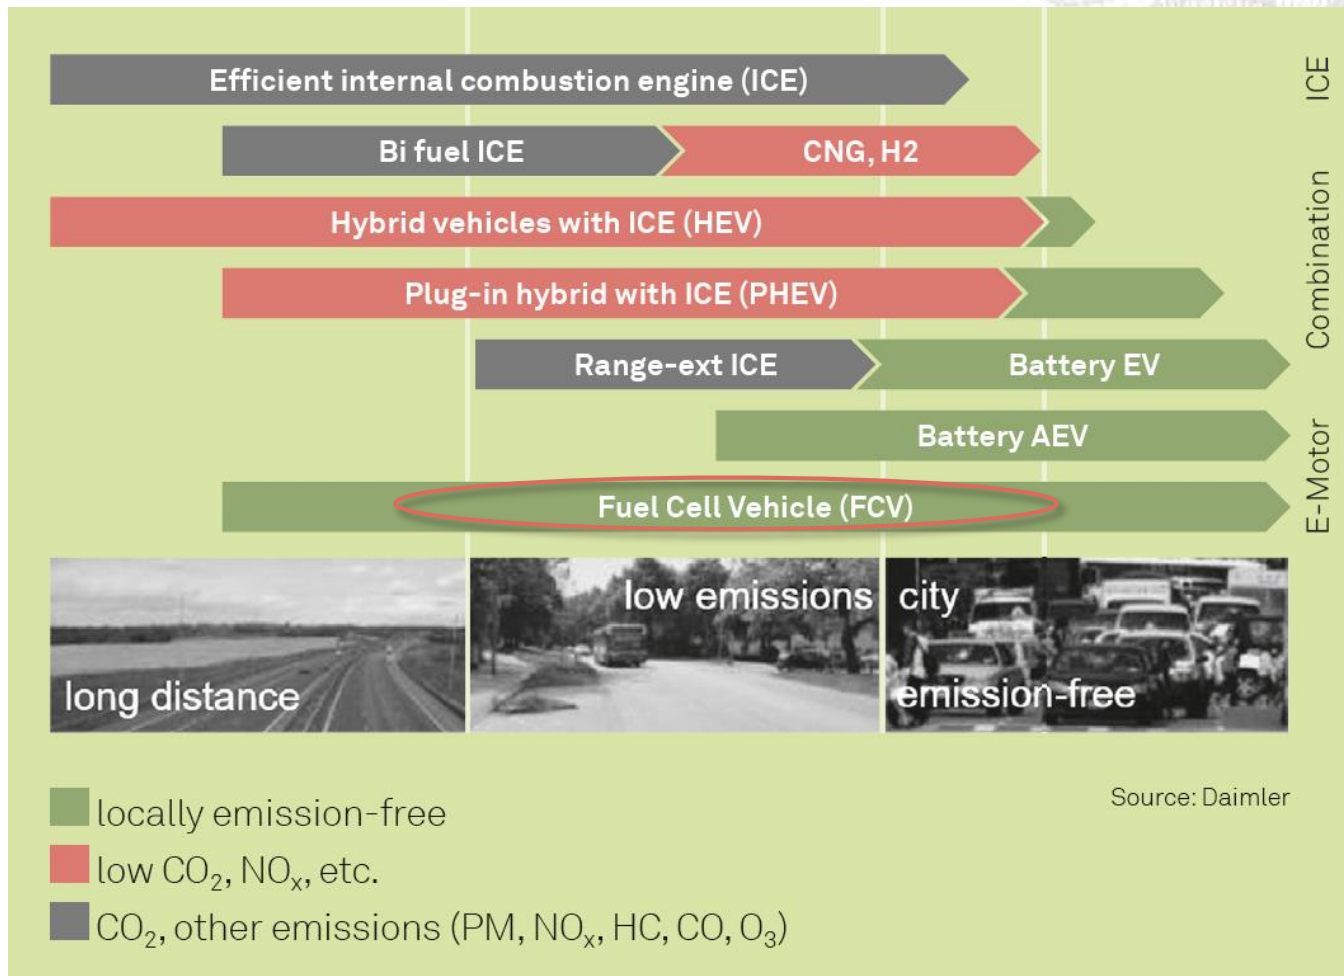 Efficient internal combustion engine (ICE)
ICE
Bi fuel ICE
CNG, H2
Hybrid vehicles with ICE (HEV)
Combination
Plug-in hybrid with ICE (PHEV)
Range-ext ICE
Battery EV
Battery AEV
E-Motor
Fuel Cell Vehicle (FCV)
long distance
low emissions
city
emission-free
Source: Daimler
locally emission-free
low CO₂, NOₓ, etc.
CO₂, other emissions (PM, NOₓ, HC, CO, O₃)